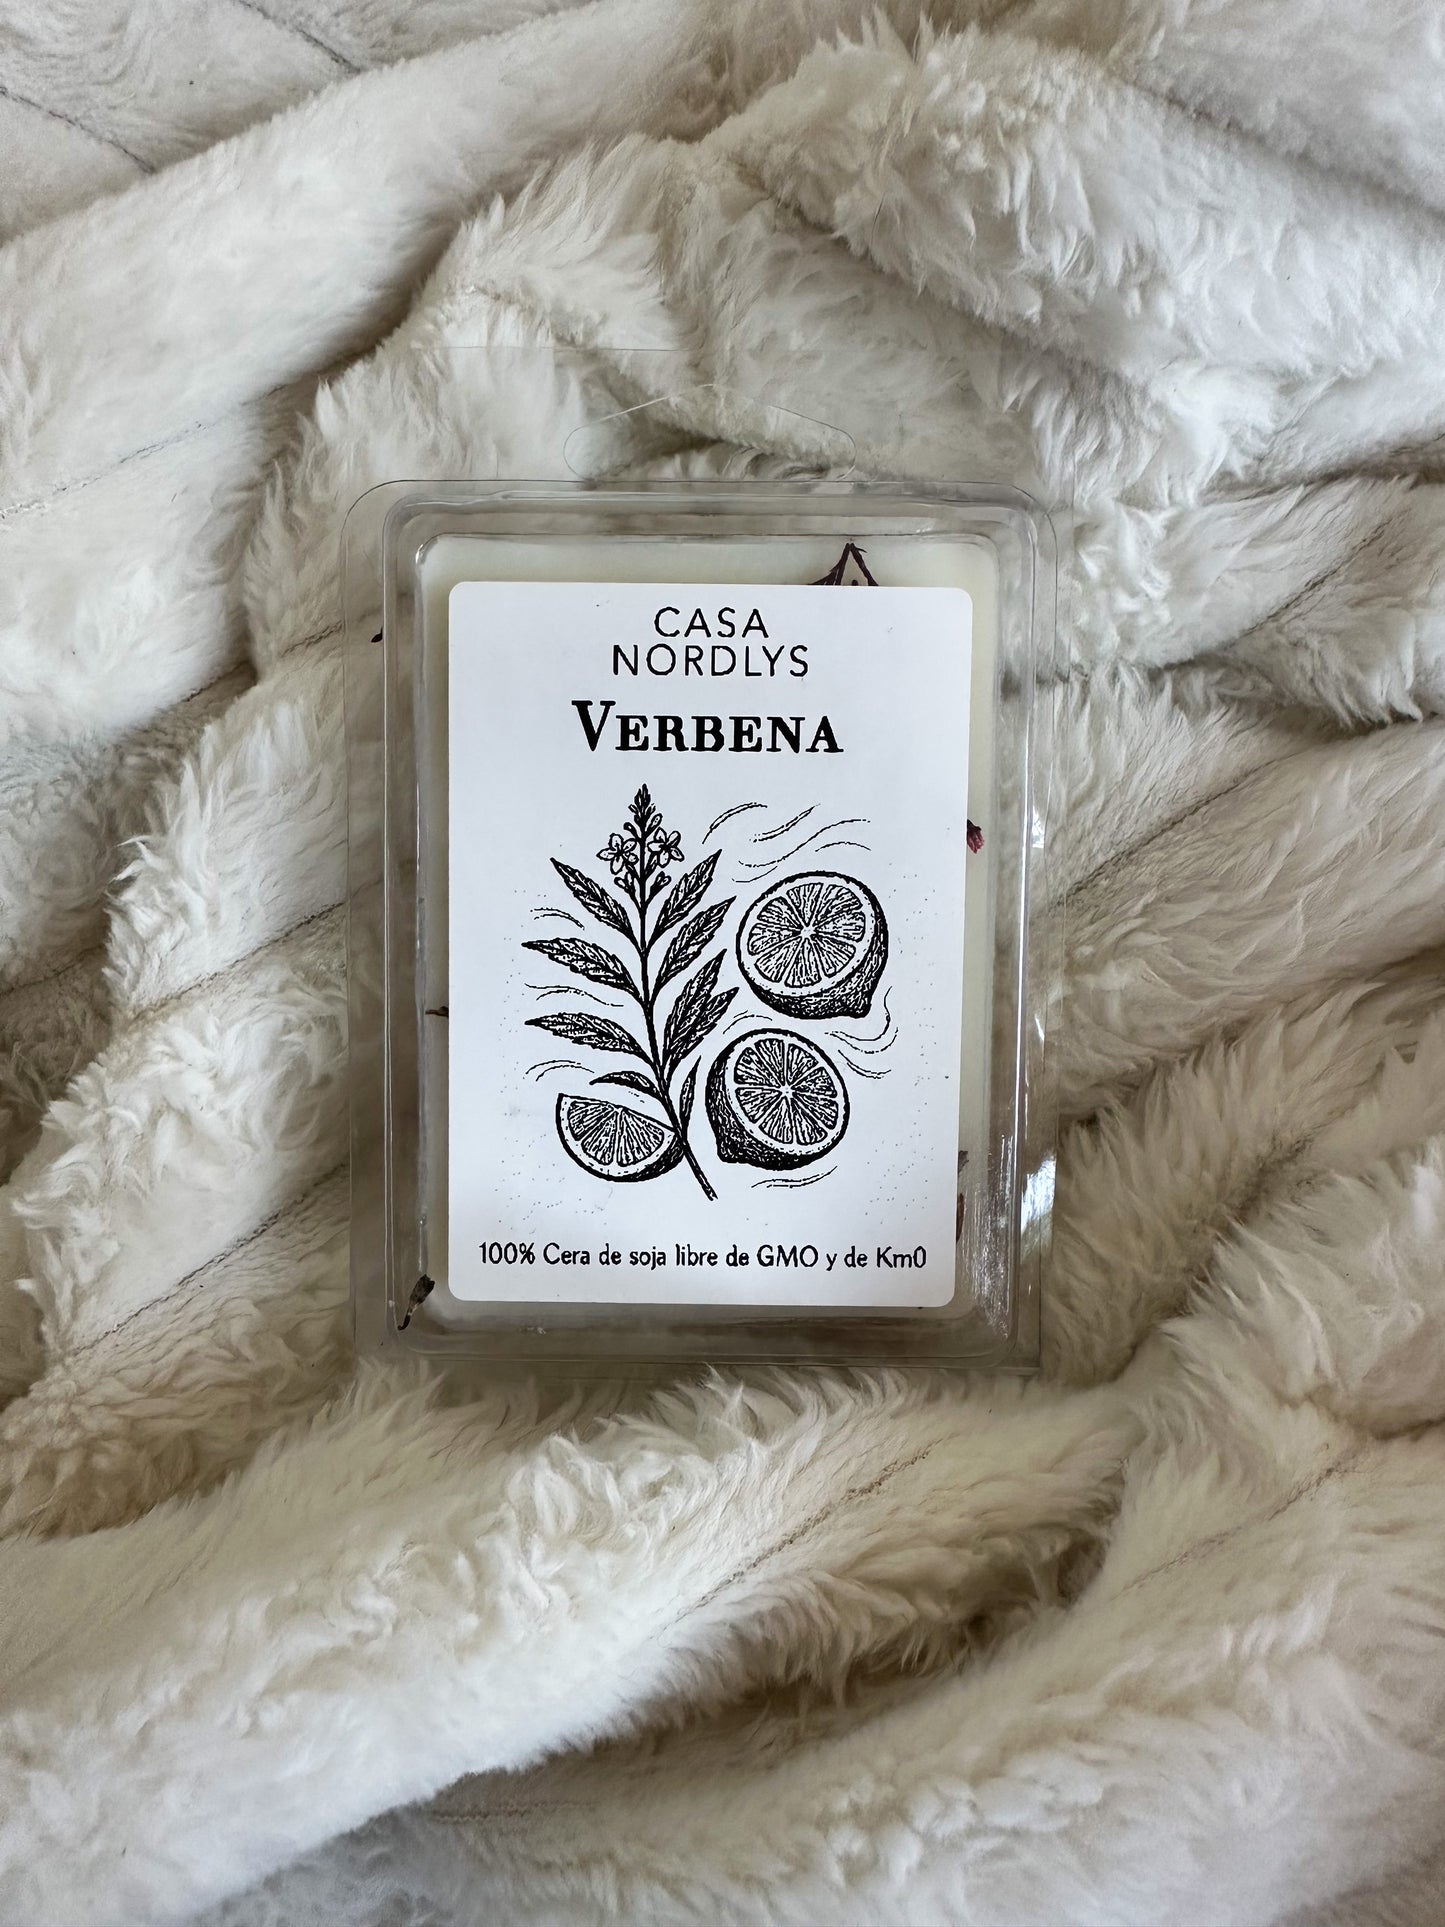 CASA
NORDLYS
VERBENA
100% Cera de soja libre de GMO y de Km0